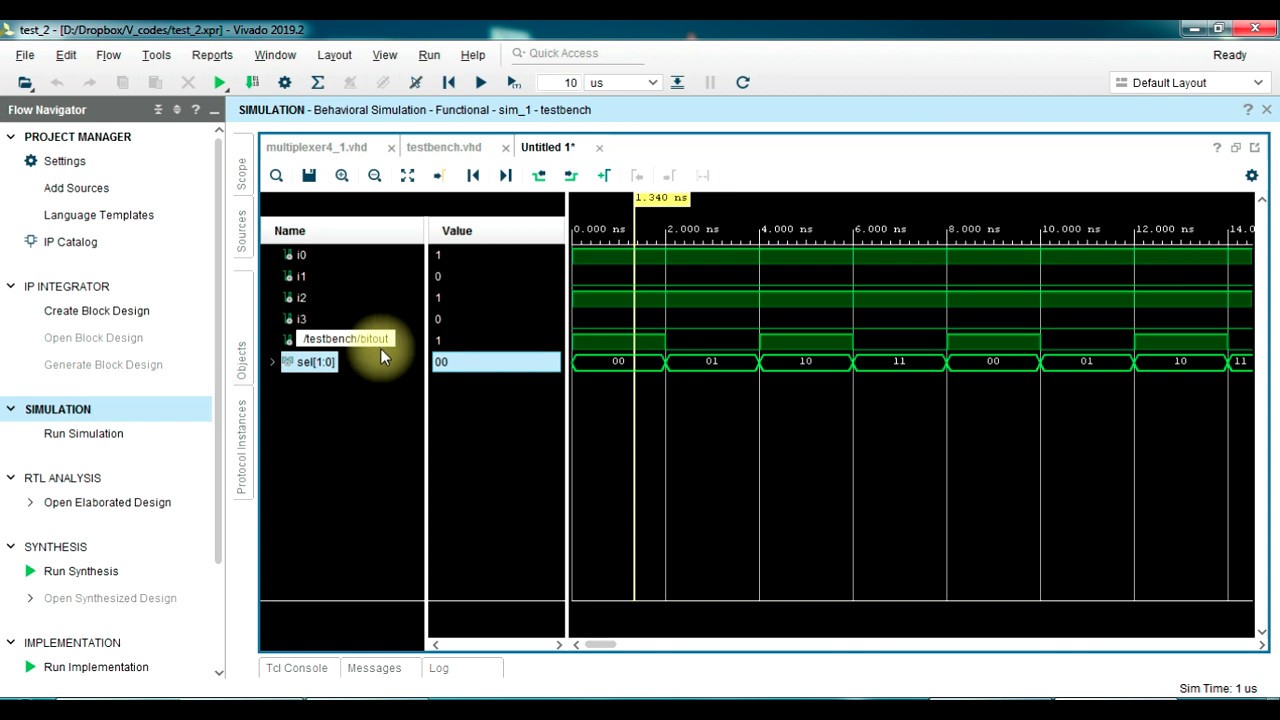 test_2 - [D:/Dropbox/V_codes/test_2.xpr] - Vivado 2019.2
File Edit Flow Tools Reports Window Layout View Run Help Quick Access Ready
10 us Default Layout
Flow Navigator SIMULATION - Behavioral Simulation - Functional - sim_1 - testbench
PROJECT MANAGER
Settings
Add Sources
Language Templates
IP Catalog
IP INTEGRATOR
Create Block Design
Open Block Design
Generate Block Design
SIMULATION
Run Simulation
RTL ANALYSIS
Open Elaborated Design
SYNTHESIS
Run Synthesis
Open Synthesized Design
IMPLEMENTATION
Run Implementation
Scope
Sources
Objects
Protocol Instances
multiplexer4_1.vhd testbench.vhd Untitled 1*
1.340 ns
Name Value 0.000 ns 2.000 ns 4.000 ns 6.000 ns 8.000 ns 10.000 ns 12.000 ns 14.0
i0 1
i1 0
i2 1
i3 0
/testbench/bitout 1
sel[1:0] 00 00 01 10 11 00 01 10 11
Tcl Console Messages Log
Sim Time: 1 us